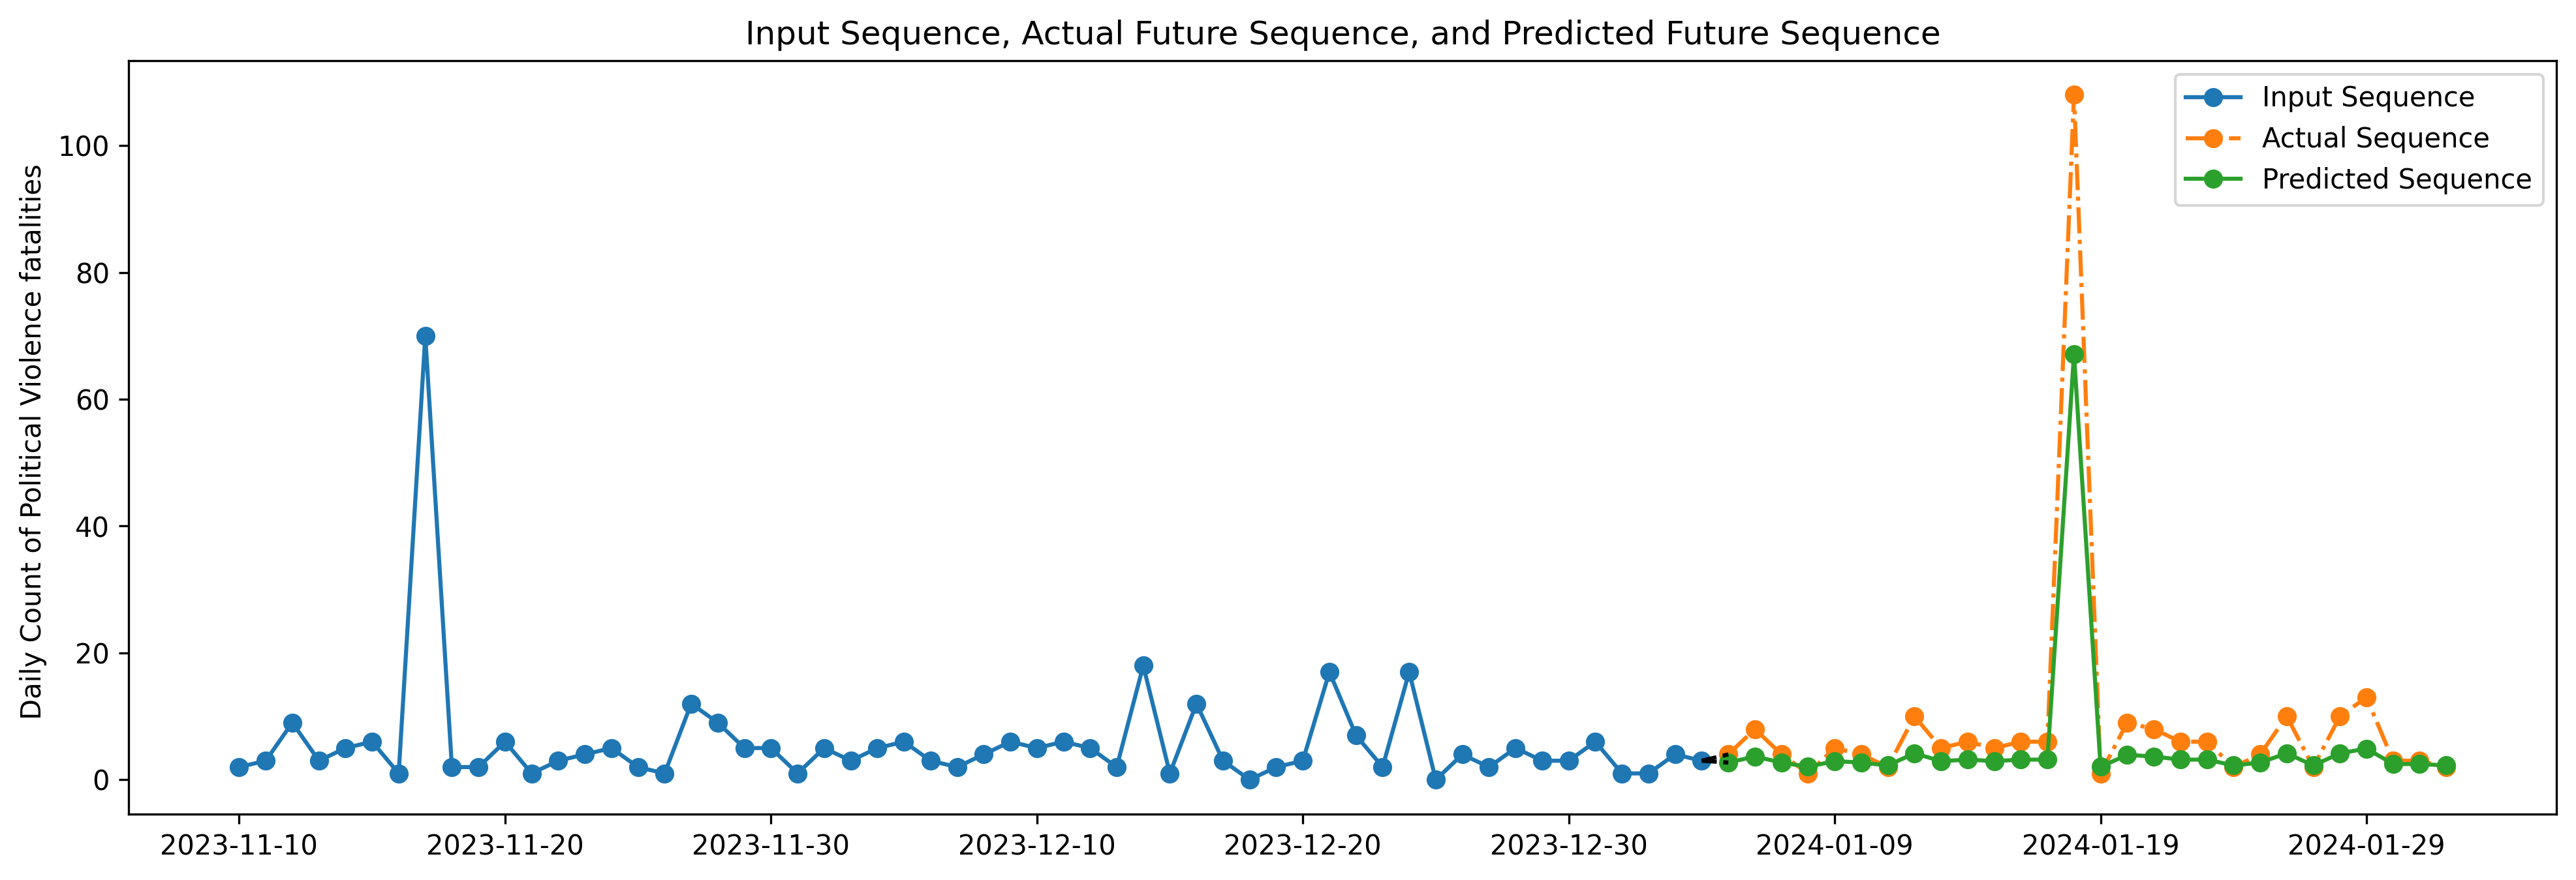 Input Sequence, Actual Future Sequence, and Predicted Future Sequence
Daily Count of Political Violence fatalities
100
80
60
40
20
0
Input Sequence
Actual Sequence
Predicted Sequence
2023-11-10 2023-11-20 2023-11-30 2023-12-10 2023-12-20 2023-12-30 2024-01-09 2024-01-19 2024-01-29